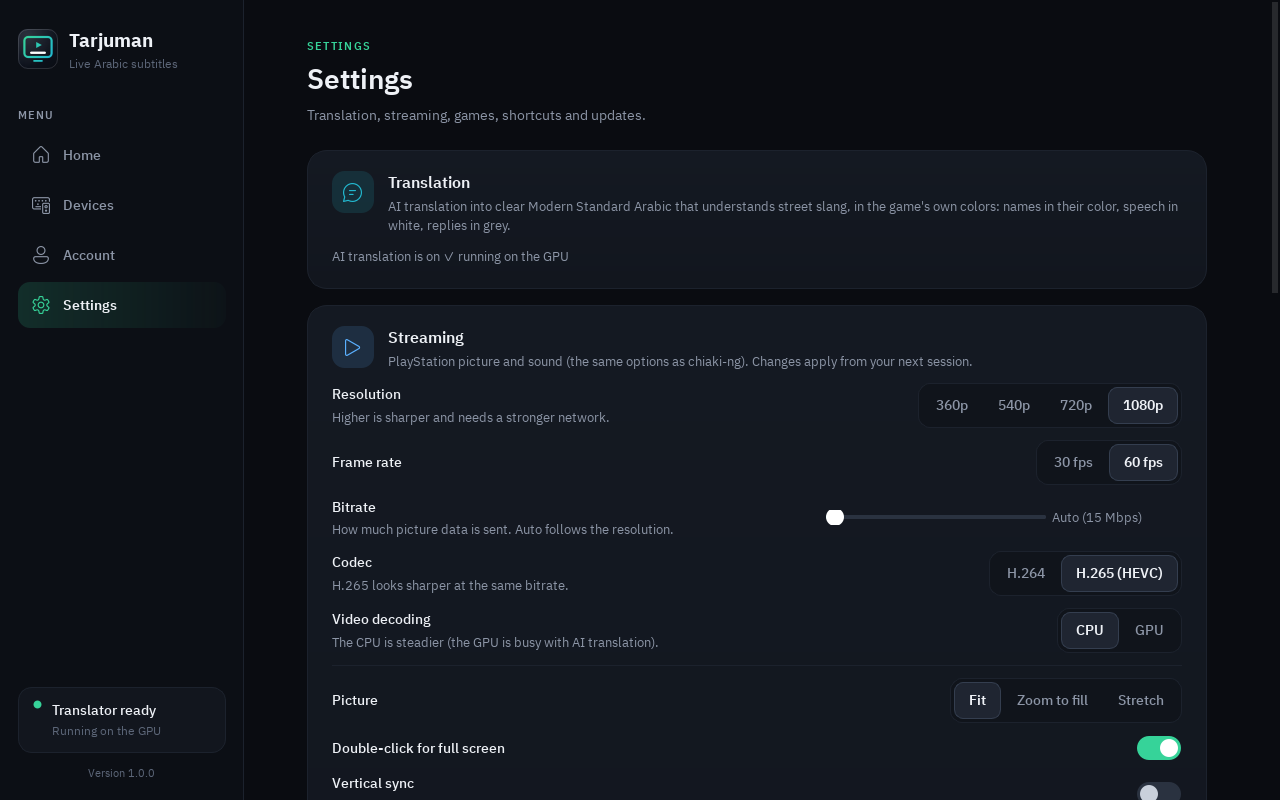 Tarjuman
Live Arabic subtitles
MENU
Home
Devices
Account
Settings
Translator ready
Running on the GPU
Version 1.0.0
SETTINGS
Settings
Translation, streaming, games, shortcuts and updates.
Translation
AI translation into clear Modern Standard Arabic that understands street slang, in the game's own colors: names in their color, speech in
white, replies in grey.
AI translation is on ✓ running on the GPU
Streaming
PlayStation picture and sound (the same options as chiaki-ng). Changes apply from your next session.
Resolution
Higher is sharper and needs a stronger network.
360p 540p 720p 1080p
Frame rate
30 fps 60 fps
Bitrate
How much picture data is sent. Auto follows the resolution.
Auto (15 Mbps)
Codec
H.265 looks sharper at the same bitrate.
H.264 H.265 (HEVC)
Video decoding
The CPU is steadier (the GPU is busy with AI translation).
CPU GPU
Picture
Fit Zoom to fill Stretch
Double-click for full screen
Vertical sync